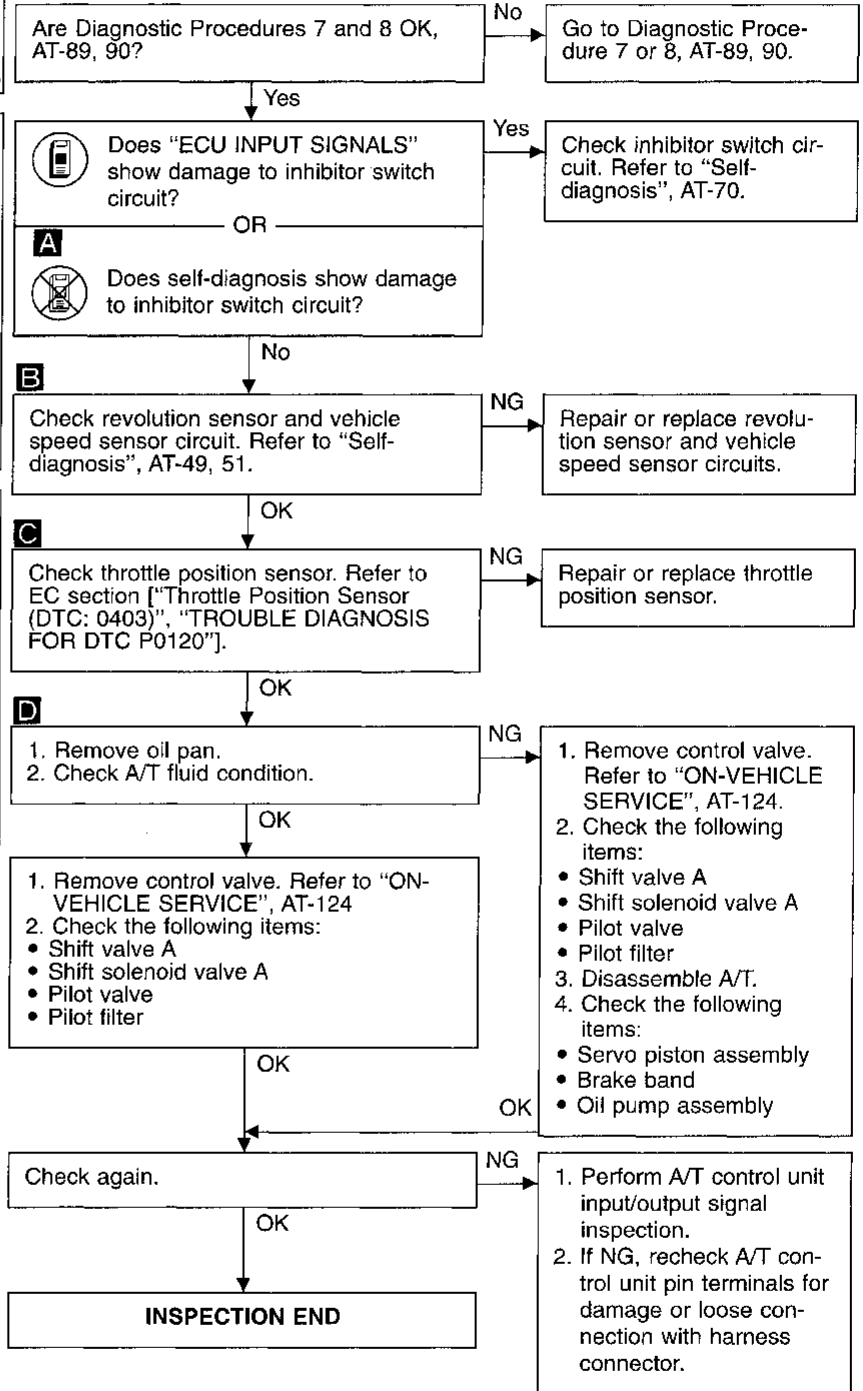 Are Diagnostic Procedures 7 and 8 OK,
AT-89, 90?
No
Go to Diagnostic Proce-
dure 7 or 8, AT-89, 90.
Yes
Does "ECU INPUT SIGNALS"
show damage to inhibitor switch
circuit?
Yes
Check inhibitor switch cir-
cuit. Refer to "Self-
diagnosis", AT-70.
OR
A
Does self-diagnosis show damage
to inhibitor switch circuit?
No
B
Check revolution sensor and vehicle
speed sensor circuit. Refer to "Self-
diagnosis", AT-49, 51.
NG
Repair or replace revolu-
tion sensor and vehicle
speed sensor circuits.
OK
C
Check throttle position sensor. Refer to
EC section ["Throttle Position Sensor
(DTC: 0403)", "TROUBLE DIAGNOSIS
FOR DTC P0120"].
NG
Repair or replace throttle
position sensor.
OK
D
1. Remove oil pan.
2. Check A/T fluid condition.
NG
1. Remove control valve.
Refer to "ON-VEHICLE
SERVICE", AT-124.
2. Check the following
items:
• Shift valve A
• Shift solenoid valve A
• Pilot valve
• Pilot filter
3. Disassemble A/T.
4. Check the following
items:
• Servo piston assembly
• Brake band
• Oil pump assembly
OK
1. Remove control valve. Refer to "ON-
VEHICLE SERVICE", AT-124
2. Check the following items:
• Shift valve A
• Shift solenoid valve A
• Pilot valve
• Pilot filter
OK
OK
Check again.
NG
1. Perform A/T control unit
input/output signal
inspection.
2. If NG, recheck A/T con-
trol unit pin terminals for
damage or loose con-
nection with harness
connector.
OK
INSPECTION END